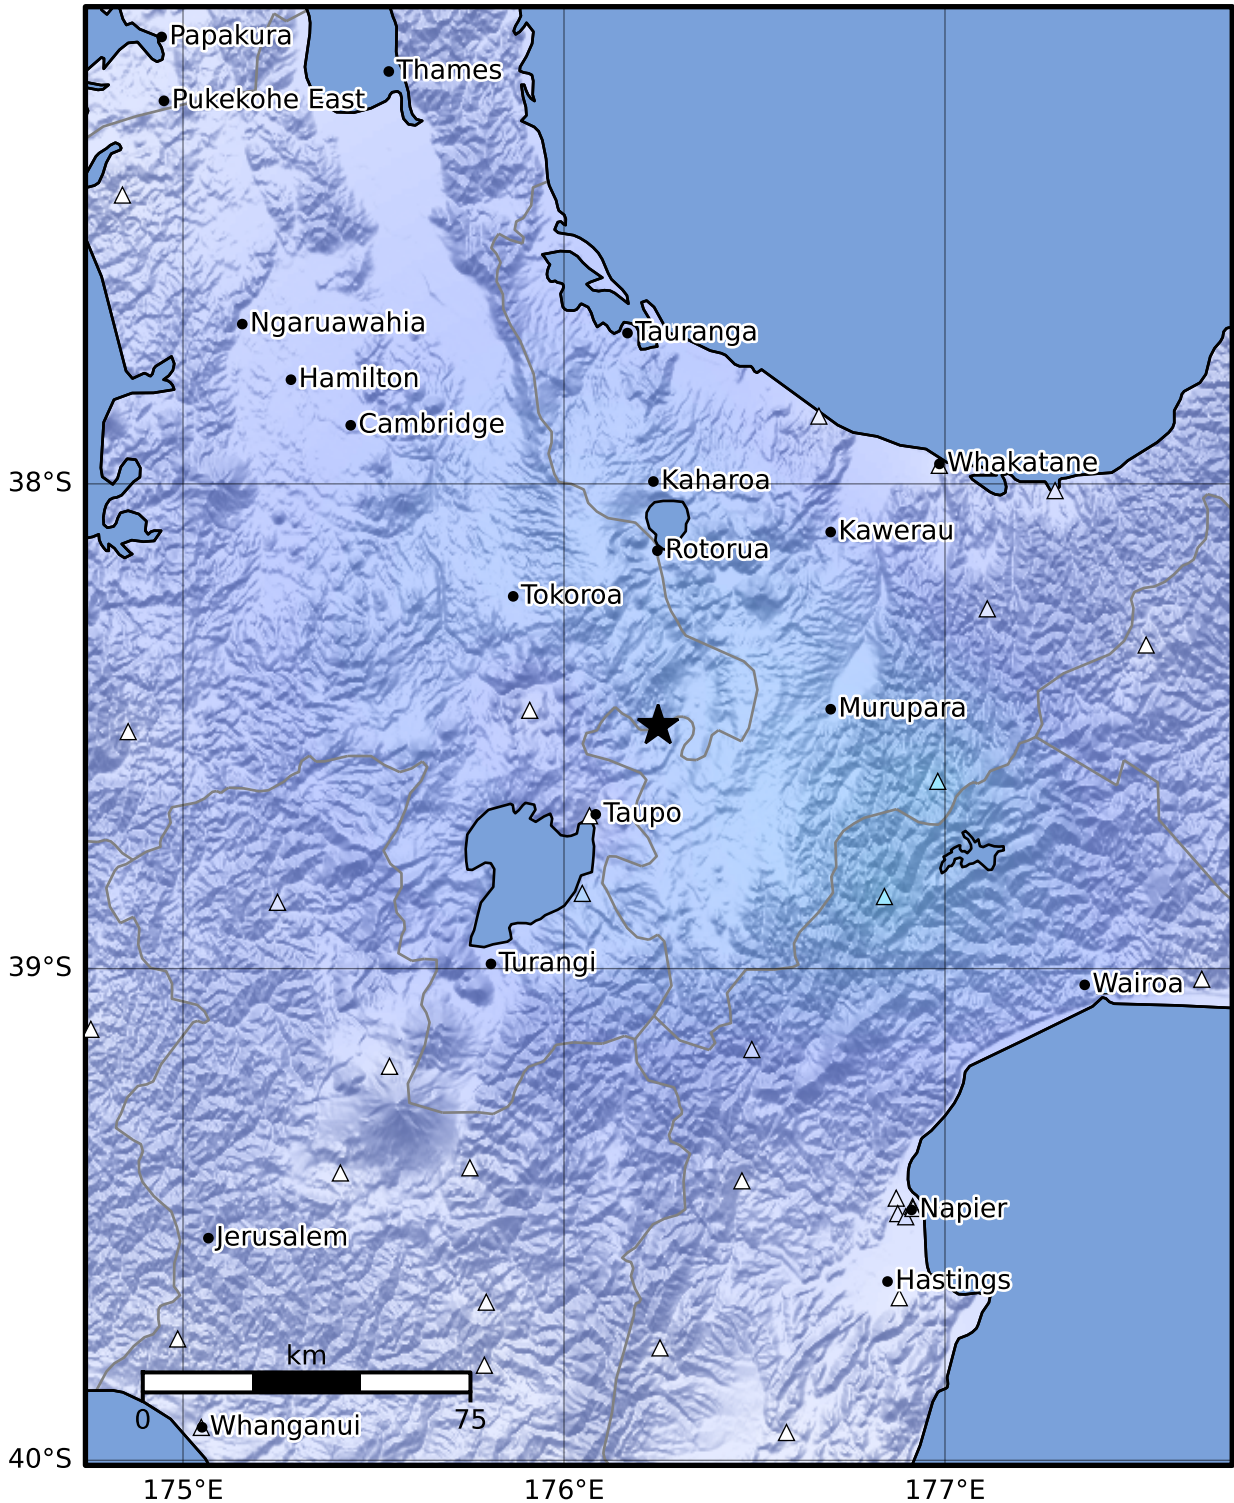 Papakura
Thames
Pukekohe East
Ngaruawahia
Tauranga
Hamilton
Cambridge
Whakatane
38°S
Kaharoa
Kawerau
Rotorua
Tokoroa
Murupara
Taupo
Turangi
39°S
Wairoa
Napier
Jerusalem
Hastings
km
0
75
Whanganui
40°S
175°E
176°E
177°E